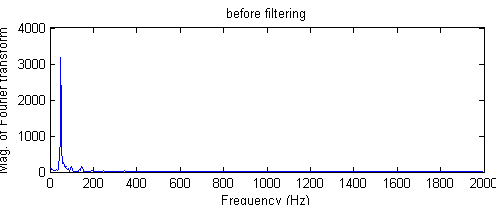 before filtering
Mag. of Fourier transform
4000
3000
2000
1000
0
0 200 400 600 800 1000 1200 1400 1600 1800 2000
Frequency (Hz)